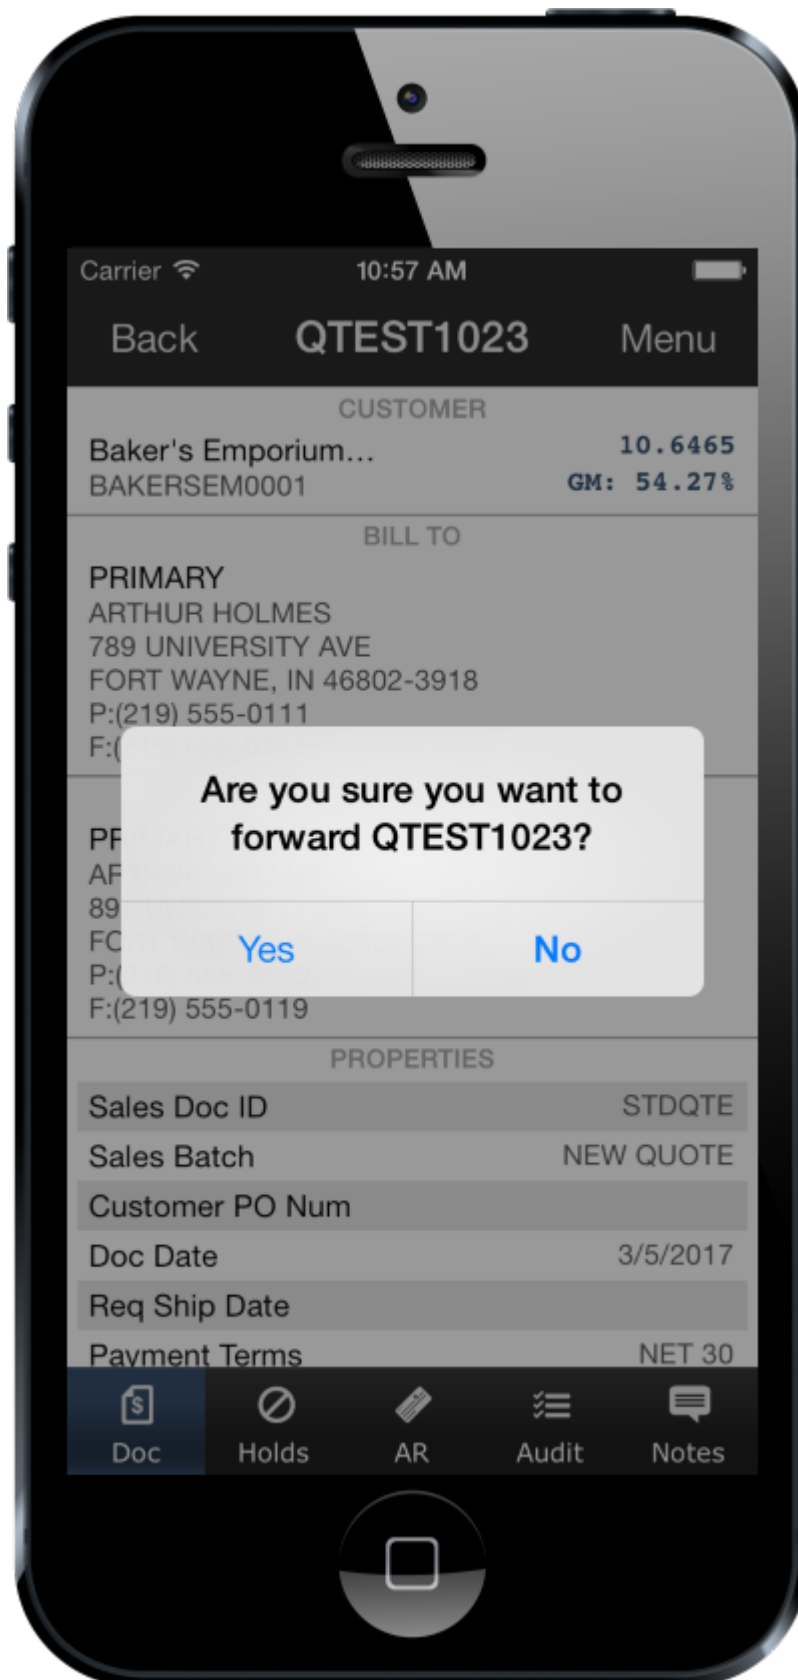 Carrier 10:57 AM
Back QTEST1023 Menu
CUSTOMER
Baker's Emporium... 10.6465
BAKERSEM0001 GM: 54.27%
BILL TO
PRIMARY
ARTHUR HOLMES
789 UNIVERSITY AVE
FORT WAYNE, IN 46802-3918
P:(219) 555-0111
F:(
Are you sure you want to
forward QTEST1023?
Yes No
F:(219) 555-0119
PROPERTIES
Sales Doc ID STDQTE
Sales Batch NEW QUOTE
Customer PO Num
Doc Date 3/5/2017
Req Ship Date
Payment Terms NET 30
Doc Holds AR Audit Notes